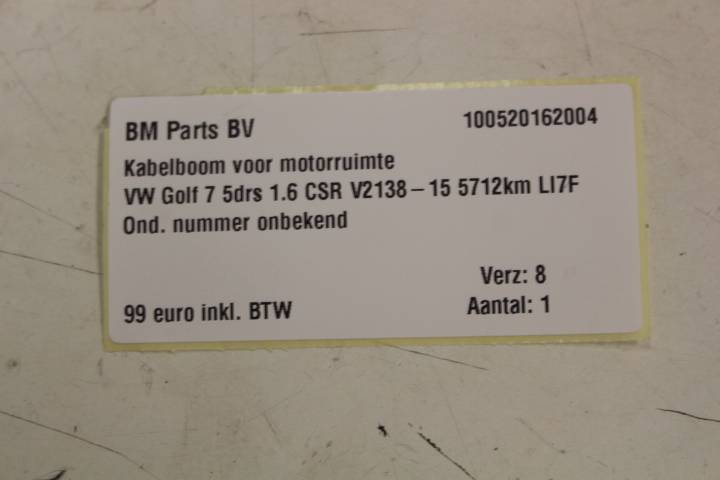 BM Parts BV 100520162004
Kabelboom voor motorruimte
VW Golf 7 5drs 1.6 CSR V2138-15 5712km LI7F
Ond. nummer onbekend
Verz: 8
99 euro inkl. BTW Aantal: 1